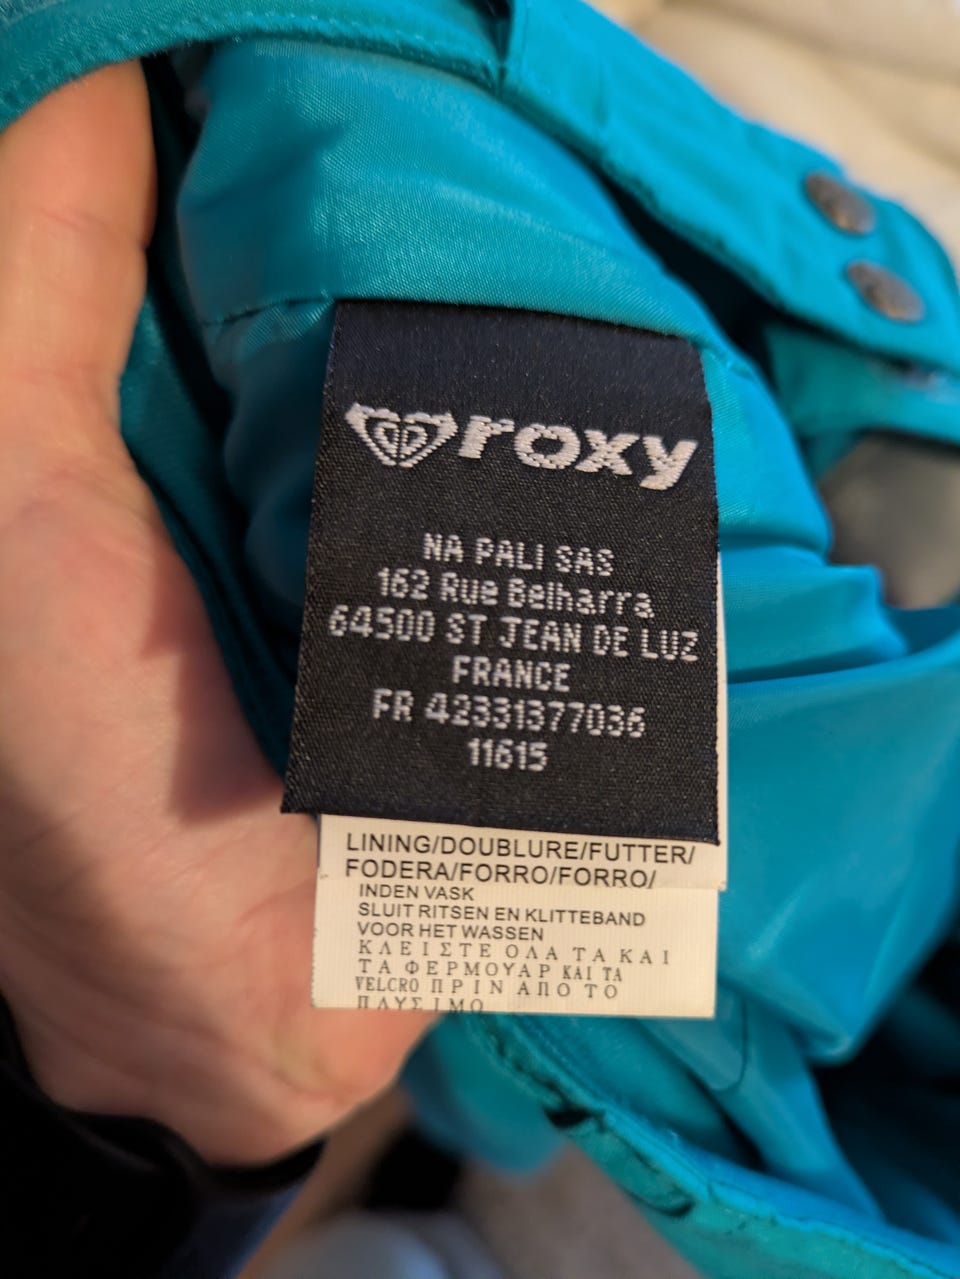 roxy
NA PALI SAS
162 Rue Belharra
64500 ST JEAN DE LUZ
FRANCE
FR 42331377036
11615
LINING/DOUBLURE/FUTTER/
FODERA/FORRO/FORRO/
INDEN VASK
SLUIT RITSEN EN KLITTEBAND
VOOR HET WASSEN
ΚΛΕΙΣΤΕ ΟΛΑ ΤΑ ΚΑΙ
ΤΑ ΦΕΡΜΟΥΑΡ ΚΑΙ ΤΑ
VELCRO ΠΡΙΝ ΑΠΟ ΤΟ
ΠΛΥΣΙΜΟ